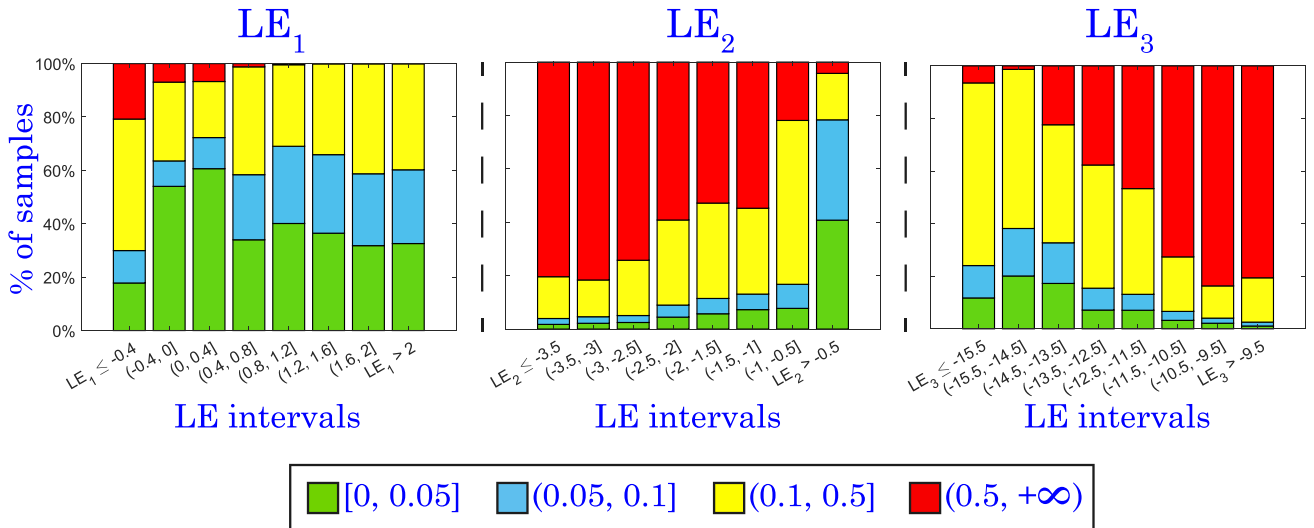 LE1 LE2 LE3
% of samples
100%
80%
60%
40%
20%
0%
LE1 ≤ -0.4
(-0.4, 0]
(0, 0.4]
(0.4, 0.8]
(0.8, 1.2]
(1.2, 1.6]
(1.6, 2]
LE1 > 2
LE2 ≤ -3.5
(-3.5, -3]
(-3, -2.5]
(-2.5, -2]
(-2, -1.5]
(-1.5, -1]
(-1, -0.5]
LE2 > -0.5
LE3 ≤ -15.5
(-15.5, -14.5]
(-14.5, -13.5]
(-13.5, -12.5]
(-12.5, -11.5]
(-11.5, -10.5]
(-10.5, -9.5]
LE3 > -9.5
LE intervals LE intervals LE intervals
[0, 0.05] (0.05, 0.1] (0.1, 0.5] (0.5, +∞)